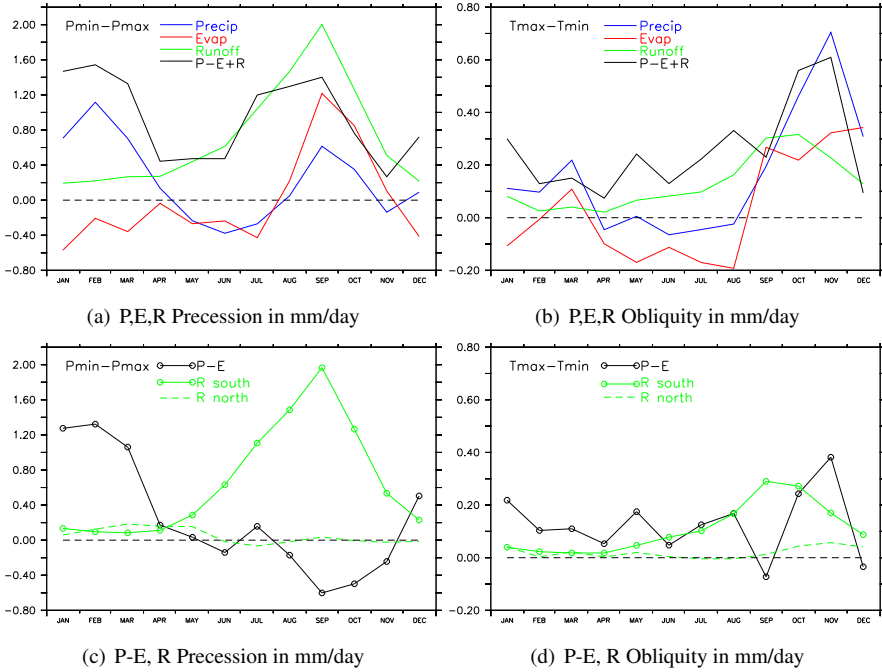 Pmin−Pmax
Precip
Evap
Runoff
P−E+R
2.00
1.60
1.20
0.80
0.40
0.00
−0.40
−0.80
JAN FEB MAR APR MAY JUN JUL AUG SEP OCT NOV DEC
(a) P,E,R Precession in mm/day
Tmax−Tmin
Precip
Evap
Runoff
P−E+R
0.80
0.60
0.40
0.20
0.00
−0.20
JAN FEB MAR APR MAY JUN JUL AUG SEP OCT NOV DEC
(b) P,E,R Obliquity in mm/day
Pmin−Pmax
P−E
R south
R north
2.00
1.60
1.20
0.80
0.40
0.00
−0.40
−0.80
JAN FEB MAR APR MAY JUN JUL AUG SEP OCT NOV DEC
(c) P-E, R Precession in mm/day
Tmax−Tmin
P−E
R south
R north
0.80
0.60
0.40
0.20
0.00
−0.20
JAN FEB MAR APR MAY JUN JUL AUG SEP OCT NOV DEC
(d) P-E, R Obliquity in mm/day